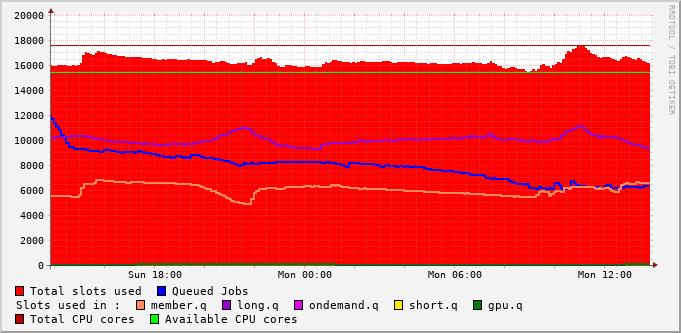 20000
18000
16000
14000
12000
10000
8000
6000
4000
2000
0
Sun 18:00 Mon 00:00 Mon 06:00 Mon 12:00
RRDTOOL / TOBI OETIKER
Total slots used Queued Jobs
Slots used in : member.q long.q ondemand.q short.q gpu.q
Total CPU cores Available CPU cores